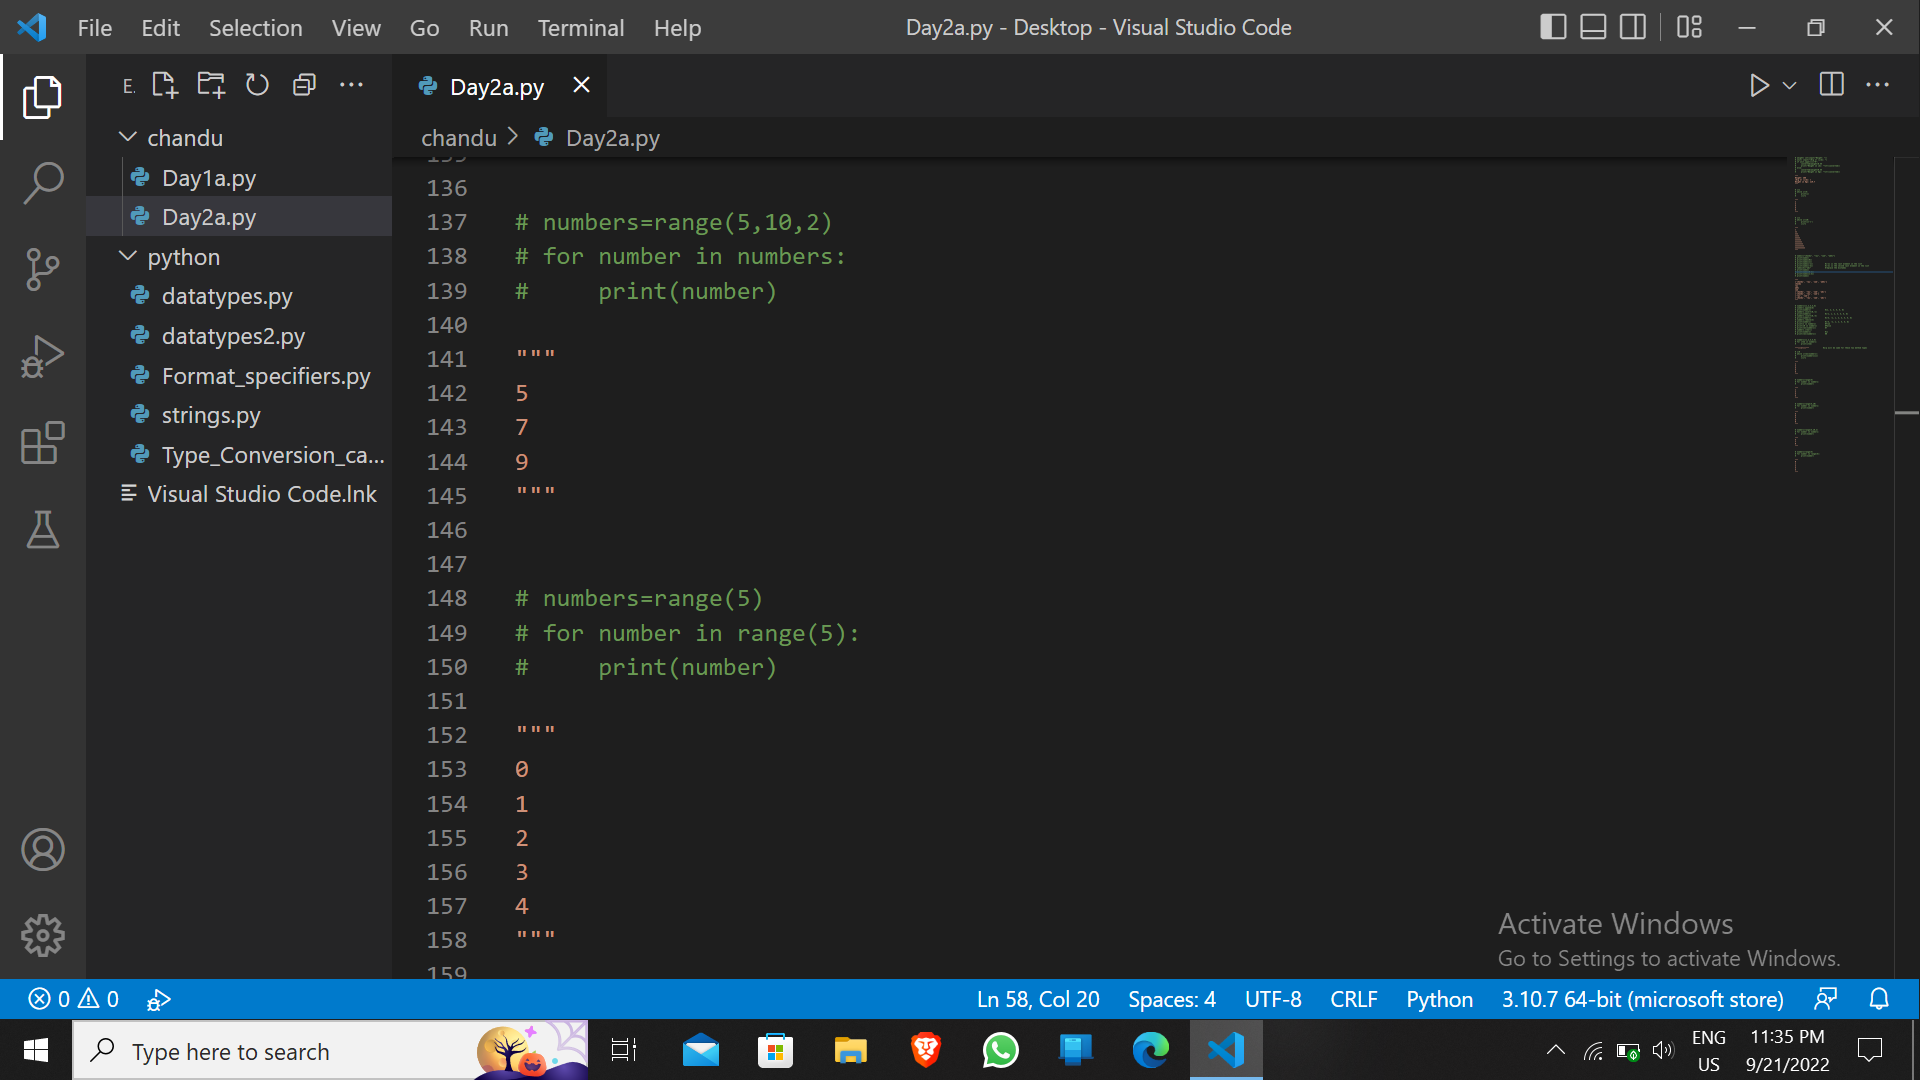 File Edit Selection View Go Run Terminal Help
Day2a.py - Desktop - Visual Studio Code
E.
Day2a.py
chandu
Day1a.py
Day2a.py
python
datatypes.py
datatypes2.py
Format_specifiers.py
strings.py
Type_Conversion_ca...
Visual Studio Code.lnk
chandu > Day2a.py
136
137 # numbers=range(5,10,2)
138 # for number in numbers:
139 #     print(number)
140
141 """
142 5
143 7
144 9
145 """
146
147
148 # numbers=range(5)
149 # for number in range(5):
150 #     print(number)
151
152 """
153 0
154 1
155 2
156 3
157 4
158 """
159
Activate Windows
Go to Settings to activate Windows.
0 0 Ln 58, Col 20 Spaces: 4 UTF-8 CRLF Python 3.10.7 64-bit (microsoft store)
Type here to search
ENG
US
11:35 PM
9/21/2022